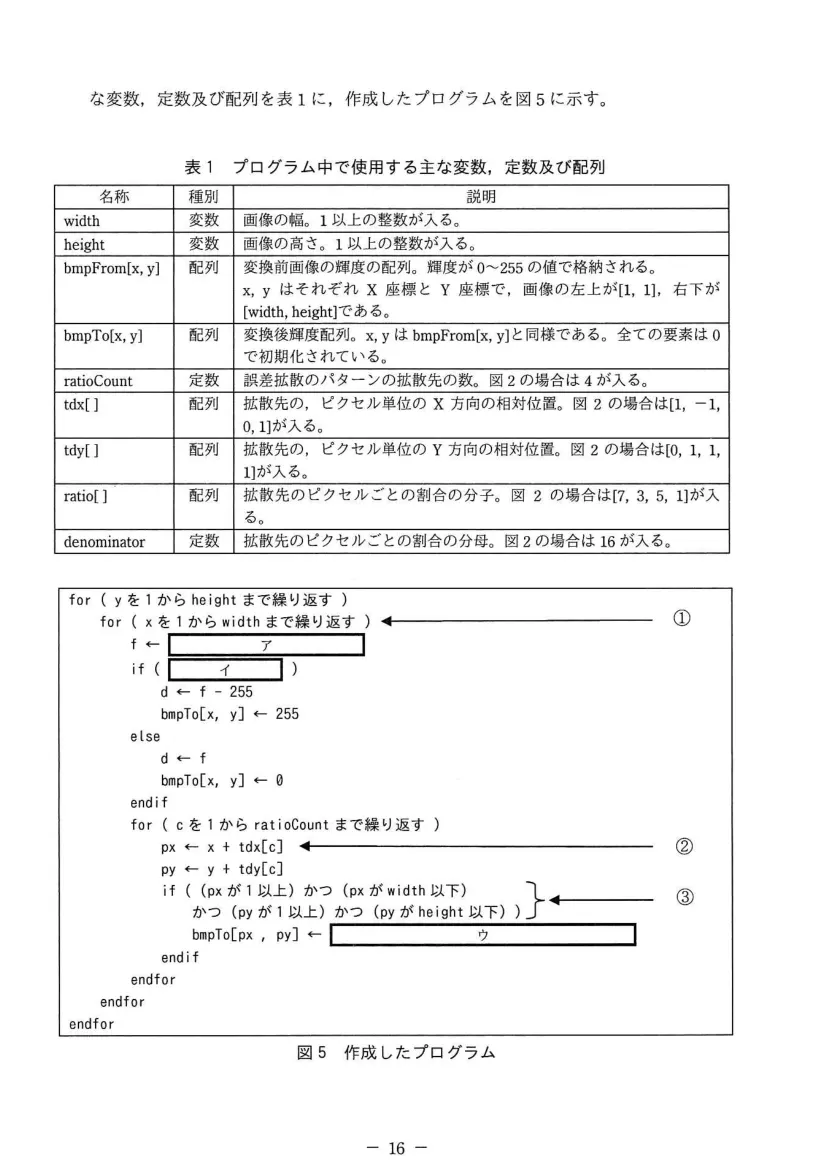 な変数，定数及び配列を表1に，作成したプログラムを図5に示す。
表1　プログラム中で使用する主な変数，定数及び配列
名称　種別　説明
width　変数　画像の幅。1以上の整数が入る。
height　変数　画像の高さ。1以上の整数が入る。
bmpFrom[x, y]　配列　変換前画像の輝度の配列。輝度が0～255の値で格納される。
x, y はそれぞれ X 座標と Y 座標で，画像の左上が[1, 1]，右下が
[width, height]である。
bmpTo[x, y]　配列　変換後輝度配列。x, y は bmpFrom[x, y]と同様である。全ての要素は 0
で初期化されている。
ratioCount　定数　誤差拡散のパターンの拡散先の数。図2の場合は4が入る。
tdx[ ]　配列　拡散先の，ピクセル単位の X 方向の相対位置。図 2 の場合は[1, －1,
0, 1]が入る。
tdy[ ]　配列　拡散先の，ピクセル単位の Y 方向の相対位置。図 2 の場合は[0, 1, 1,
1]が入る。
ratio[ ]　配列　拡散先のピクセルごとの割合の分子。図 2 の場合は[7, 3, 5, 1]が入
る。
denominator　定数　拡散先のピクセルごとの割合の分母。図2の場合は16が入る。
for ( y を 1 から height まで繰り返す )
for ( x を 1 から width まで繰り返す ) ①
f ← ア
if ( イ )
d ← f - 255
bmpTo[x, y] ← 255
else
d ← f
bmpTo[x, y] ← 0
endif
for ( c を 1 から ratioCount まで繰り返す )
px ← x + tdx[c] ②
py ← y + tdy[c]
if ( (px が 1 以上) かつ (px が width 以下)
かつ (py が 1 以上) かつ (py が height 以下) ) ③
bmpTo[px , py] ← ウ
endif
endfor
endfor
endfor
図5　作成したプログラム
－ 16 －